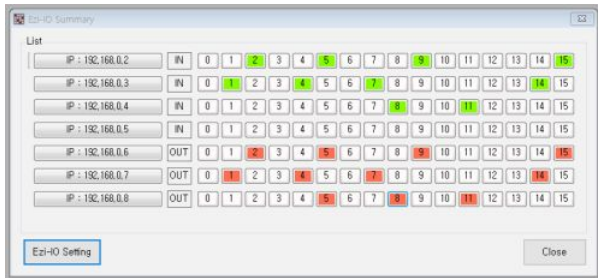 Ezi-IO Summary
List
IP : 192,168,0,2 IN 0 1 2 3 4 5 6 7 8 9 10 11 12 13 14 15
IP : 192,168,0,3 IN 0 1 2 3 4 5 6 7 8 9 10 11 12 13 14 15
IP : 192,168,0,4 IN 0 1 2 3 4 5 6 7 8 9 10 11 12 13 14 15
IP : 192,168,0,5 IN 0 1 2 3 4 5 6 7 8 9 10 11 12 13 14 15
IP : 192,168,0,6 OUT 0 1 2 3 4 5 6 7 8 9 10 11 12 13 14 15
IP : 192,168,0,7 OUT 0 1 2 3 4 5 6 7 8 9 10 11 12 13 14 15
IP : 192,168,0,8 OUT 0 1 2 3 4 5 6 7 8 9 10 11 12 13 14 15
Ezi-IO Setting Close